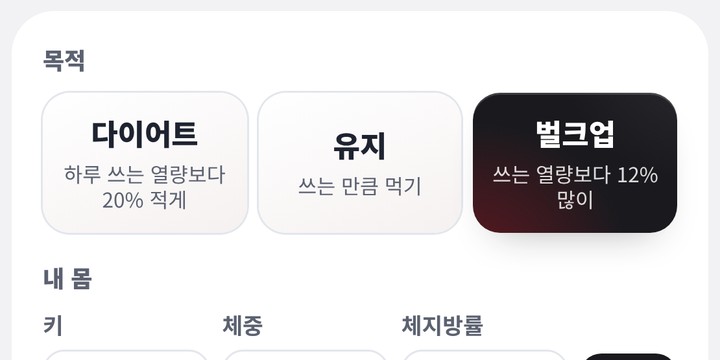 목적
다이어트
하루 쓰는 열량보다
20% 적게
유지
쓰는 만큼 먹기
벌크업
쓰는 열량보다 12%
많이
내 몸
키
체중
체지방률